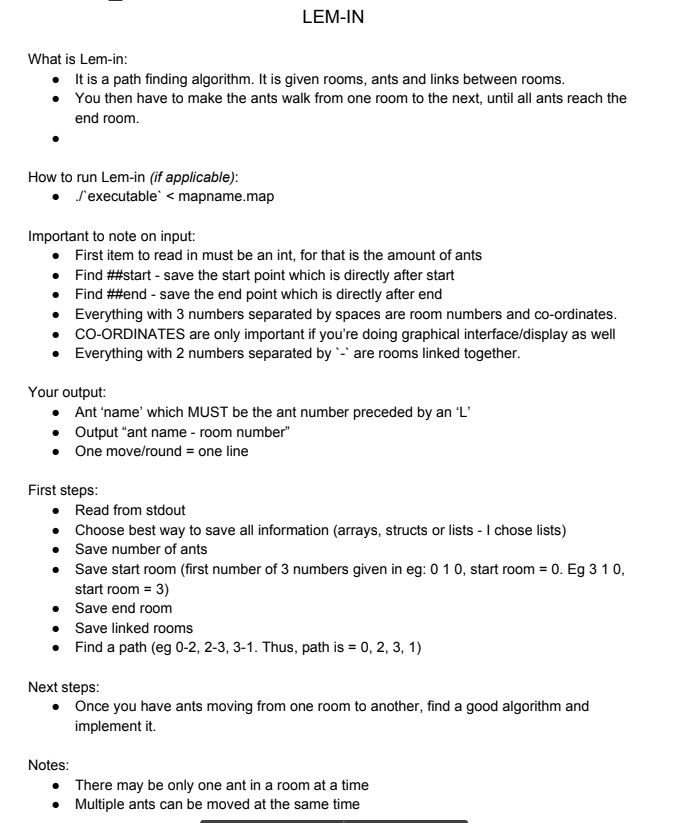 LEM-IN
What is Lem-in:
● It is a path finding algorithm. It is given rooms, ants and links between rooms.
● You then have to make the ants walk from one room to the next, until all ants reach the
end room.
●
How to run Lem-in (if applicable):
● ./`executable` < mapname.map
Important to note on input:
● First item to read in must be an int, for that is the amount of ants
● Find ##start - save the start point which is directly after start
● Find ##end - save the end point which is directly after end
● Everything with 3 numbers separated by spaces are room numbers and co-ordinates.
● CO-ORDINATES are only important if you're doing graphical interface/display as well
● Everything with 2 numbers separated by `-` are rooms linked together.
Your output:
● Ant ‘name’ which MUST be the ant number preceded by an ‘L’
● Output “ant name - room number”
● One move/round = one line
First steps:
● Read from stdout
● Choose best way to save all information (arrays, structs or lists - I chose lists)
● Save number of ants
● Save start room (first number of 3 numbers given in eg: 0 1 0, start room = 0. Eg 3 1 0,
start room = 3)
● Save end room
● Save linked rooms
● Find a path (eg 0-2, 2-3, 3-1. Thus, path is = 0, 2, 3, 1)
Next steps:
● Once you have ants moving from one room to another, find a good algorithm and
implement it.
Notes:
● There may be only one ant in a room at a time
● Multiple ants can be moved at the same time